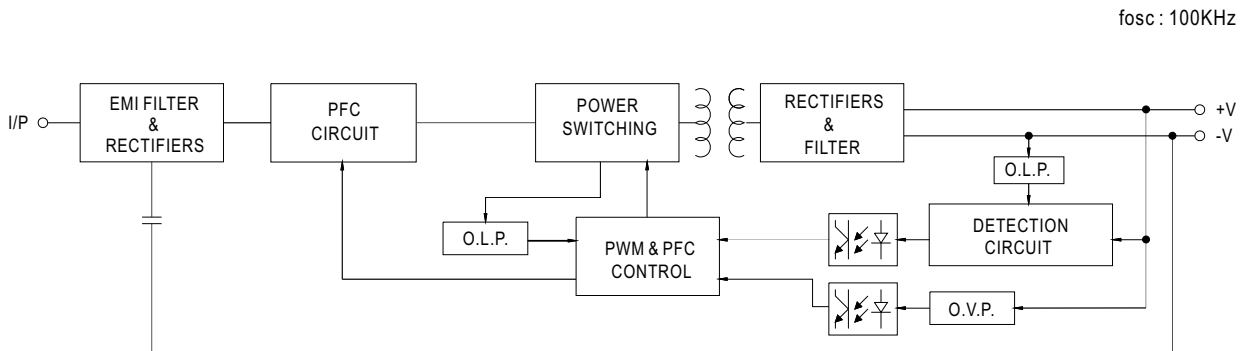 fosc : 100KHz
I/P
EMI FILTER
&
RECTIFIERS
PFC
CIRCUIT
POWER
SWITCHING
RECTIFIERS
&
FILTER
+V
-V
O.L.P.
O.L.P.
PWM & PFC
CONTROL
DETECTION
CIRCUIT
O.V.P.